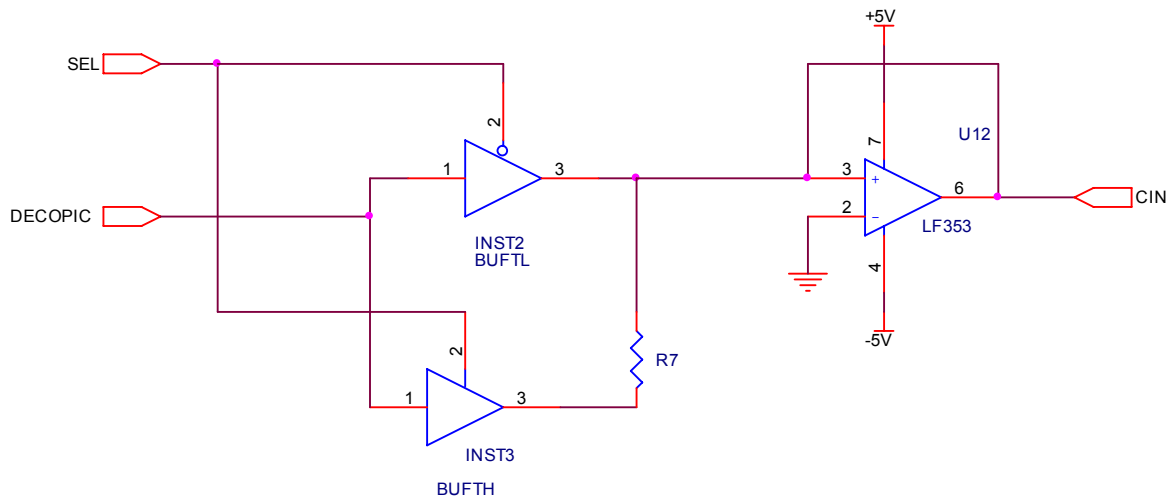 +5V
SEL
2
U12
7
1
3
3
+
6
DECOPIC
2
−
CIN
LF353
INST2
BUFTL
4
-5V
2
R7
1
3
INST3
BUFTH